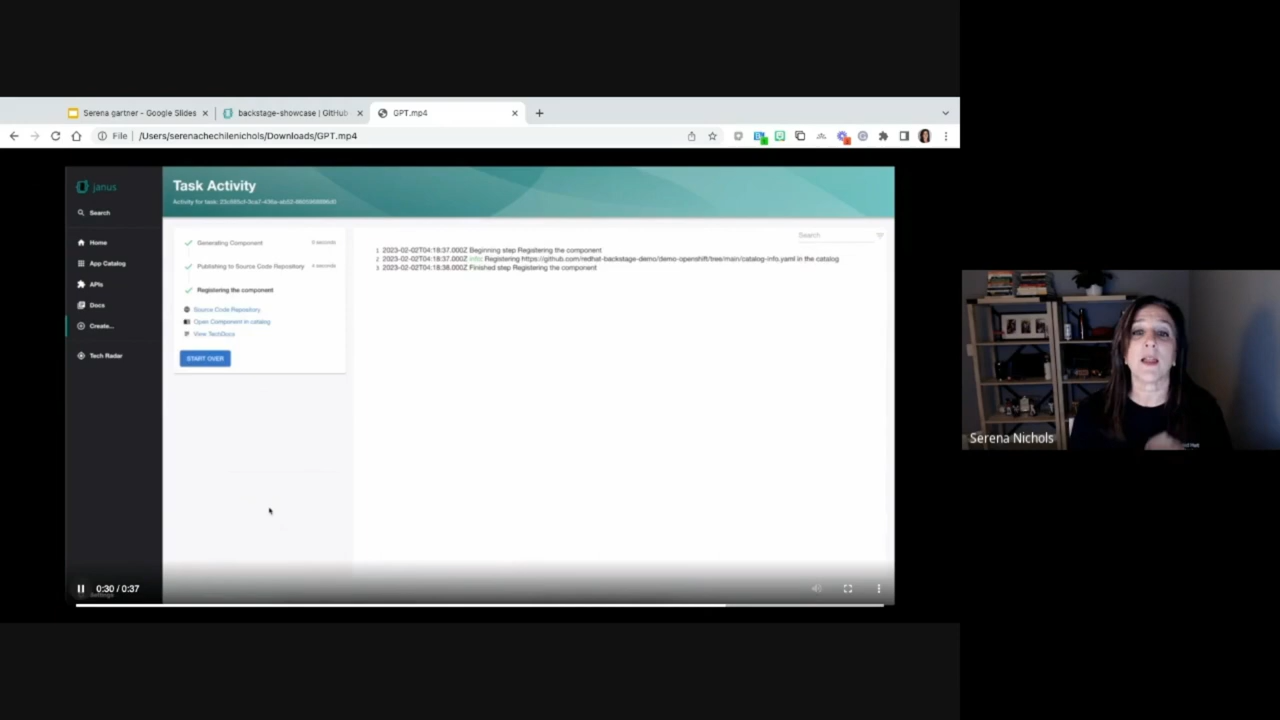 Serena gartner - Google Slides
backstage-showcase | GitHub
GPT.mp4
File
/Users/serenachechilenichols/Downloads/GPT.mp4
janus
Search
Home
App Catalog
APIs
Docs
Create...
Tech Radar
Task Activity
Generating Component
Publishing to Source Code Repository
4 seconds
Registering the component
Source Code Repository
Open Component in catalog
View TechDocs
START OVER
Search
1 2023-02-02T04:18:37.000Z Beginning step Registering the component
2 2023-02-02T04:18:37.000Z info: Registering https://github.com/redhat-backstage-demo/demo-openshift/tree/main/catalog-info.yaml in the catalog
3 2023-02-02T04:18:38.000Z Finished step Registering the component
0:30 / 0:37
Settings
Serena Nichols